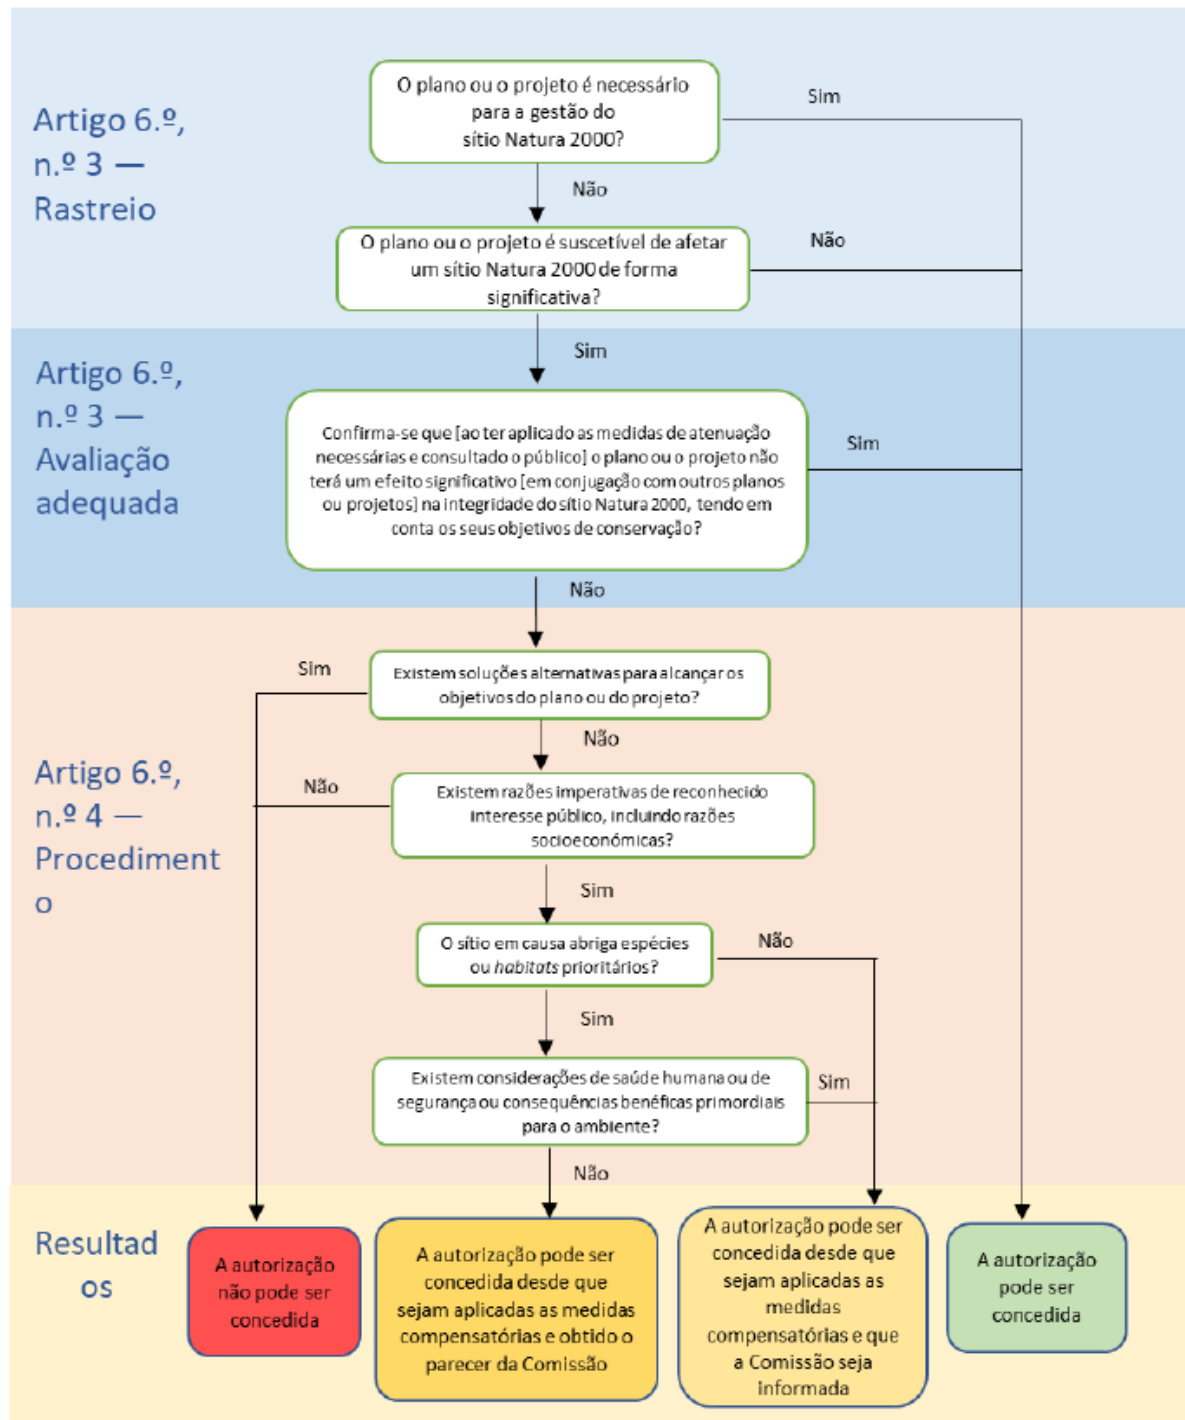 Artigo 6.º,
n.º 3 —
Rastreio
O plano ou o projeto é necessário
para a gestão do
sítio Natura 2000?
Sim
Não
O plano ou o projeto é suscetível de afetar
um sítio Natura 2000 de forma
significativa?
Não
Sim
Artigo 6.º,
n.º 3 —
Avaliação
adequada
Confirma-se que [ao ter aplicado as medidas de atenuação
necessárias e consultado o público] o plano ou o projeto não
terá um efeito significativo [em conjugação com outros planos
ou projetos] na integridade do sítio Natura 2000, tendo em
conta os seus objetivos de conservação?
Sim
Não
Artigo 6.º,
n.º 4 —
Procediment
o
Existem soluções alternativas para alcançar os
objetivos do plano ou do projeto?
Sim
Não
Existem razões imperativas de reconhecido
interesse público, incluindo razões
socioeconómicas?
Não
Sim
O sítio em causa abriga espécies
ou habitats prioritários?
Não
Sim
Existem considerações de saúde humana ou de
segurança ou consequências benéficas primordiais
para o ambiente?
Sim
Não
Resultad
os
A autorização
não pode ser
concedida
A autorização pode ser
concedida desde que
sejam aplicadas as medidas
compensatórias e obtido o
parecer da Comissão
A autorização pode ser
concedida desde que
sejam aplicadas as
medidas
compensatórias e que
a Comissão seja
informada
A autorização
pode ser
concedida